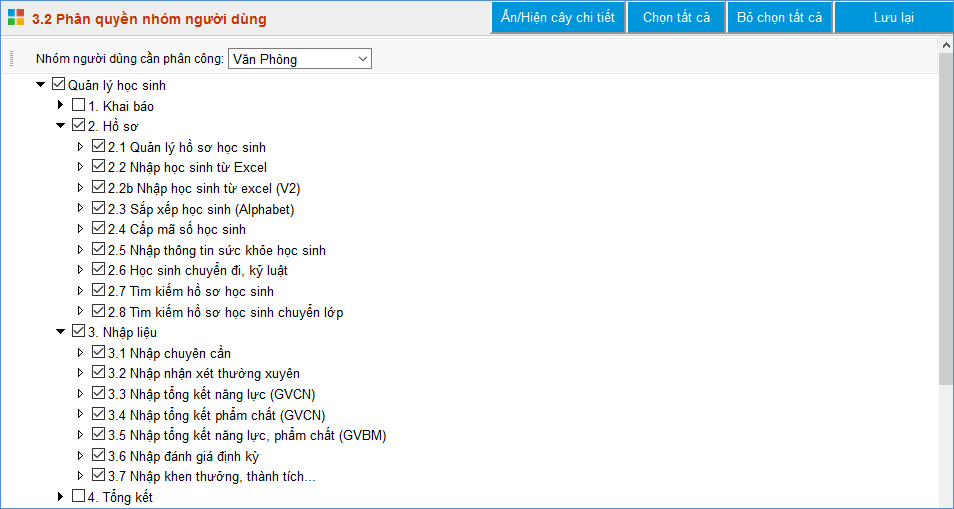 3.2 Phân quyền nhóm người dùng
Ẩn/Hiện cây chi tiết
Chọn tất cả
Bỏ chọn tất cả
Lưu lại
Nhóm người dùng cần phân công: Văn Phòng
Quản lý học sinh
1. Khai báo
2. Hồ sơ
2.1 Quản lý hồ sơ học sinh
2.2 Nhập học sinh từ Excel
2.2b Nhập học sinh từ excel (V2)
2.3 Sắp xếp học sinh (Alphabet)
2.4 Cấp mã số học sinh
2.5 Nhập thông tin sức khỏe học sinh
2.6 Học sinh chuyển đi, kỷ luật
2.7 Tìm kiếm hồ sơ học sinh
2.8 Tìm kiếm hồ sơ học sinh chuyển lớp
3. Nhập liệu
3.1 Nhập chuyên cần
3.2 Nhập nhận xét thường xuyên
3.3 Nhập tổng kết năng lực (GVCN)
3.4 Nhập tổng kết phẩm chất (GVCN)
3.5 Nhập tổng kết năng lực, phẩm chất (GVBM)
3.6 Nhập đánh giá định kỳ
3.7 Nhập khen thưởng, thành tích...
4. Tổng kết